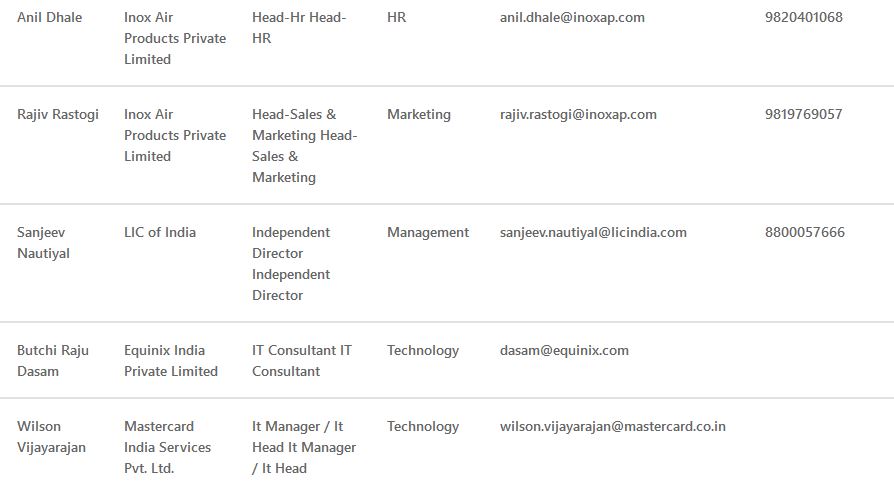 Anil Dhale
Inox Air
Products Private
Limited
Head-Hr Head-
HR
HR
anil.dhale@inoxap.com
9820401068
Rajiv Rastogi
Inox Air
Products Private
Limited
Head-Sales &
Marketing Head-
Sales &
Marketing
Marketing
rajiv.rastogi@inoxap.com
9819769057
Sanjeev
Nautiyal
LIC of India
Independent
Director
Independent
Director
Management
sanjeev.nautiyal@licindia.com
8800057666
Butchi Raju
Dasam
Equinix India
Private Limited
IT Consultant IT
Consultant
Technology
dasam@equinix.com
Wilson
Vijayarajan
Mastercard
India Services
Pvt. Ltd.
It Manager / It
Head It Manager
/ It Head
Technology
wilson.vijayarajan@mastercard.co.in